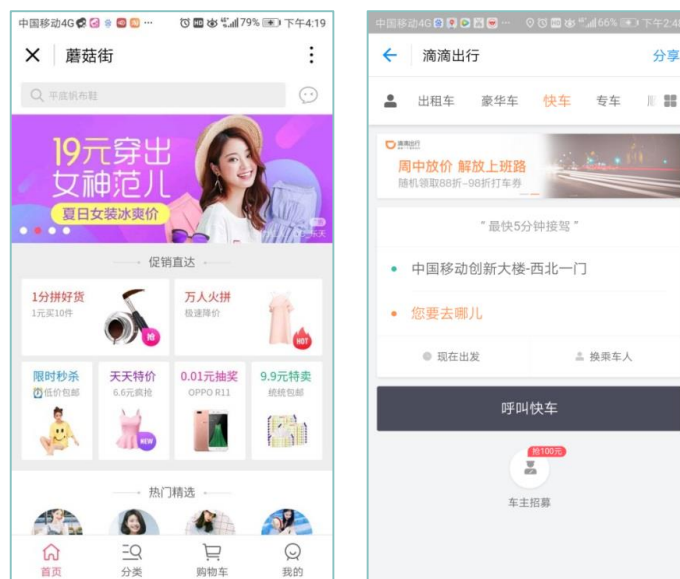 中国移动4G
79%
下午4:19
蘑菇街
平底帆布鞋
19元穿出
女神范儿
夏日女装冰爽价
促销直达
1分拼好货
1元买10件
抢
万人火拼
极速降价
HOT
限时秒杀
低价包邮
天天特价
6.6元疯抢
NEW
0.01元抽奖
OPPO R11
9.9元特卖
统统包邮
热门精选
首页
分类
购物车
我的
中国移动4G
66%
下午2:48
滴滴出行
分享
出租车
豪华车
快车
专车
滴滴出行
周中放价 解放上班路
随机领取88折-98折打车券
"最快5分钟接驾"
中国移动创新大楼-西北一门
您要去哪儿
现在出发
换乘车人
呼叫快车
抢100元
车主招募